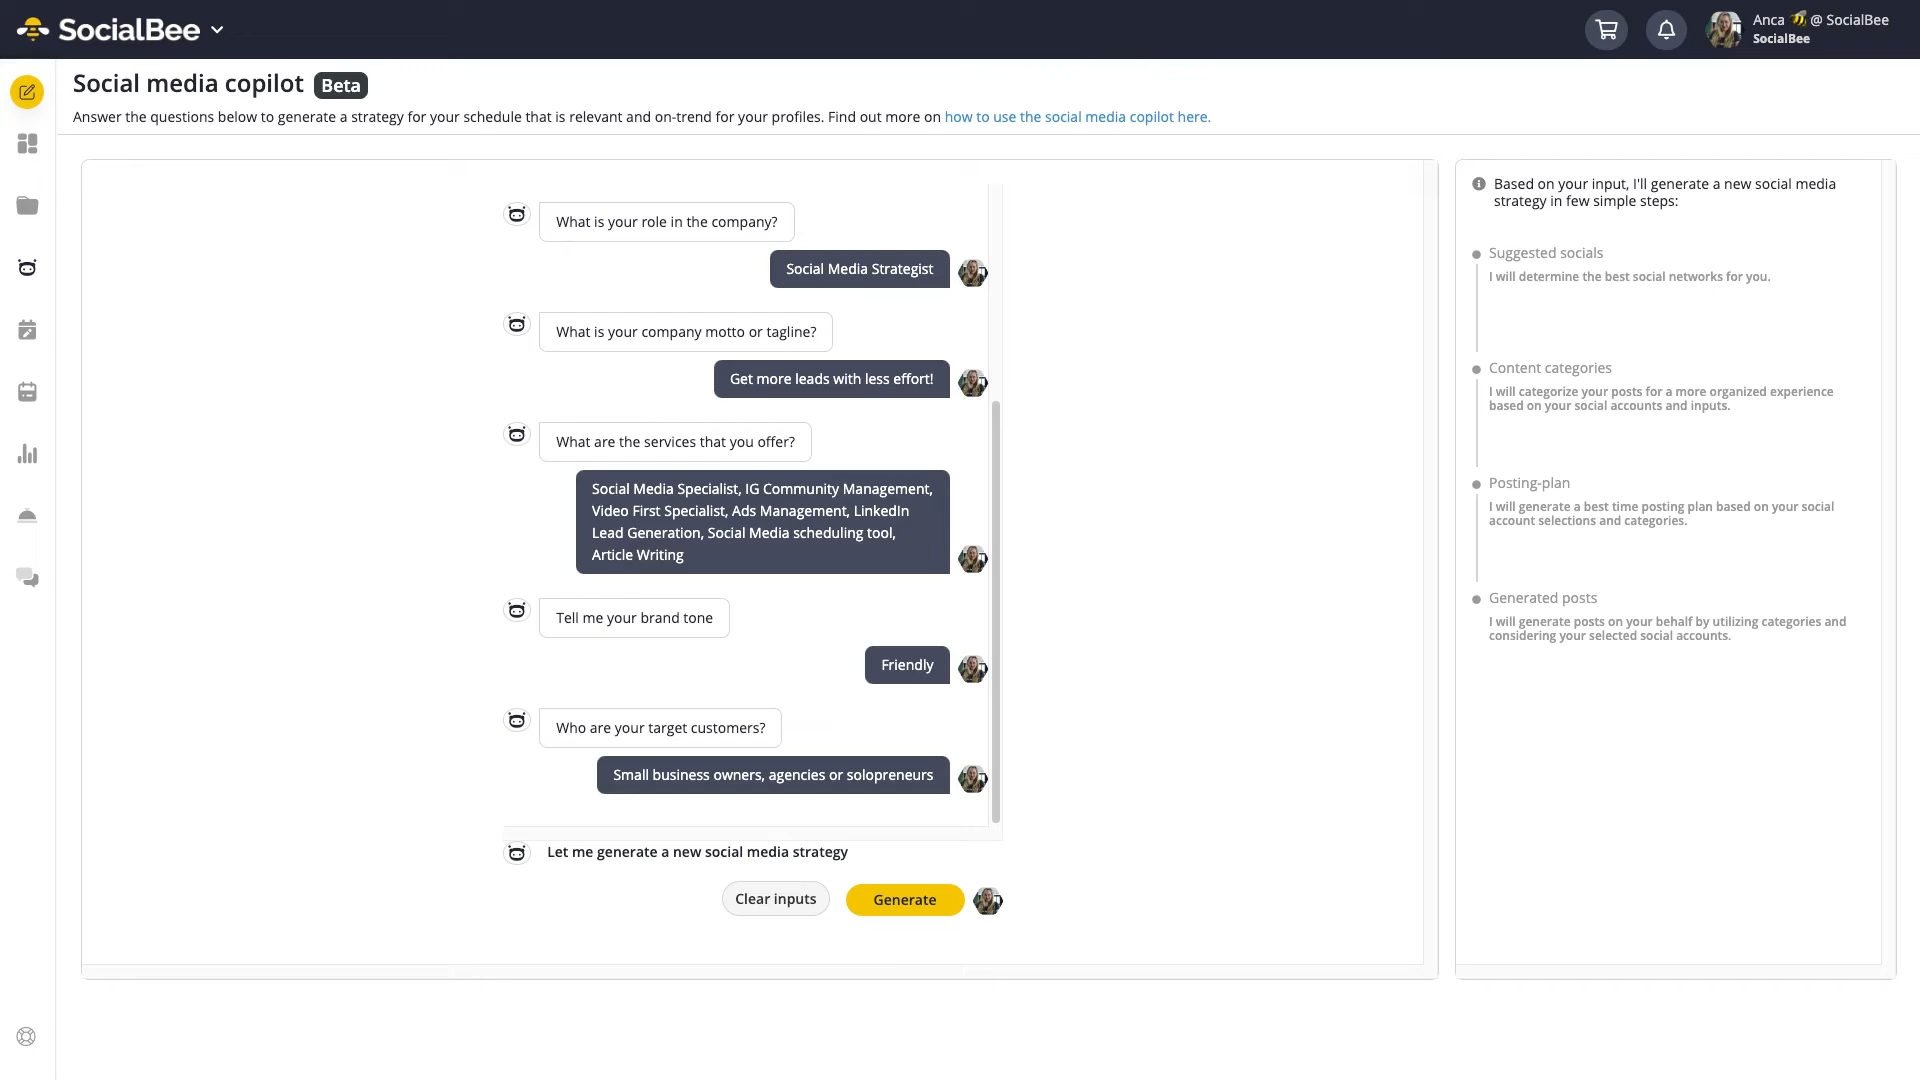 SocialBee
Anca 🐝 @ SocialBee
SocialBee
Social media copilot Beta
Answer the questions below to generate a strategy for your schedule that is relevant and on-trend for your profiles. Find out more on how to use the social media copilot here.
What is your role in the company?
Social Media Strategist
What is your company motto or tagline?
Get more leads with less effort!
What are the services that you offer?
Social Media Specialist, IG Community Management,
Video First Specialist, Ads Management, LinkedIn
Lead Generation, Social Media scheduling tool,
Article Writing
Tell me your brand tone
Friendly
Who are your target customers?
Small business owners, agencies or solopreneurs
Let me generate a new social media strategy
Clear inputs
Generate
Based on your input, I'll generate a new social media
strategy in few simple steps:
Suggested socials
I will determine the best social networks for you.
Content categories
I will categorize your posts for a more organized experience
based on your social accounts and inputs.
Posting-plan
I will generate a best time posting plan based on your social
account selections and categories.
Generated posts
I will generate posts on your behalf by utilizing categories and
considering your selected social accounts.